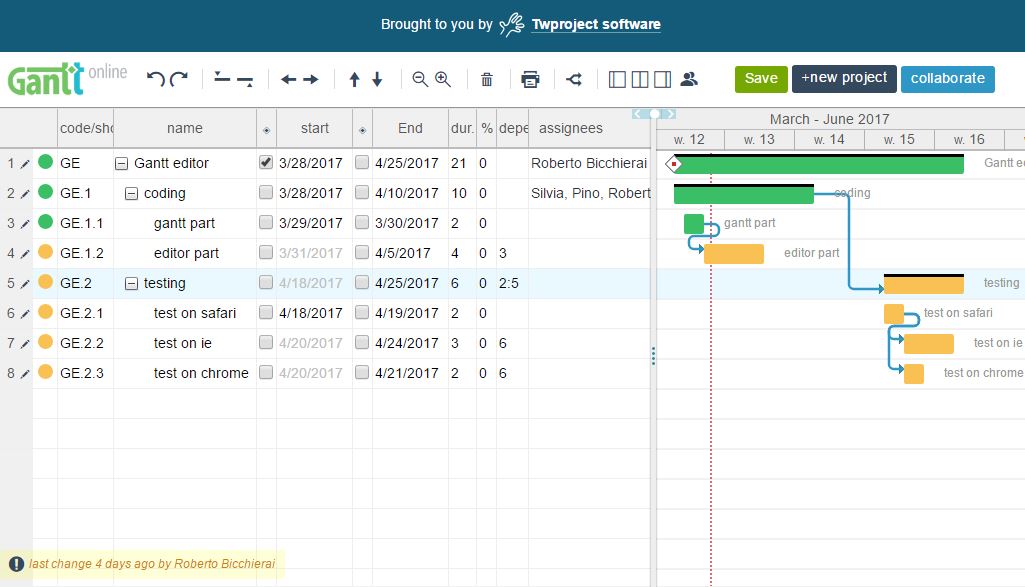 Brought to you by Twproject software
Gantt online
Save +new project collaborate
code/sho name start End dur. % depe assignees
March - June 2017
w. 12 w. 13 w. 14 w. 15 w. 16
1 GE Gantt editor 3/28/2017 4/25/2017 21 0 Roberto Bicchierai Gantt e
2 GE.1 coding 3/28/2017 4/10/2017 10 0 Silvia, Pino, Robert coding
3 GE.1.1 gantt part 3/29/2017 3/30/2017 2 0 gantt part
4 GE.1.2 editor part 3/31/2017 4/5/2017 4 0 3 editor part
5 GE.2 testing 4/18/2017 4/25/2017 6 0 2:5 testing
6 GE.2.1 test on safari 4/18/2017 4/19/2017 2 0 test on safari
7 GE.2.2 test on ie 4/20/2017 4/24/2017 3 0 6 test on ie
8 GE.2.3 test on chrome 4/20/2017 4/21/2017 2 0 6 test on chrome
last change 4 days ago by Roberto Bicchierai